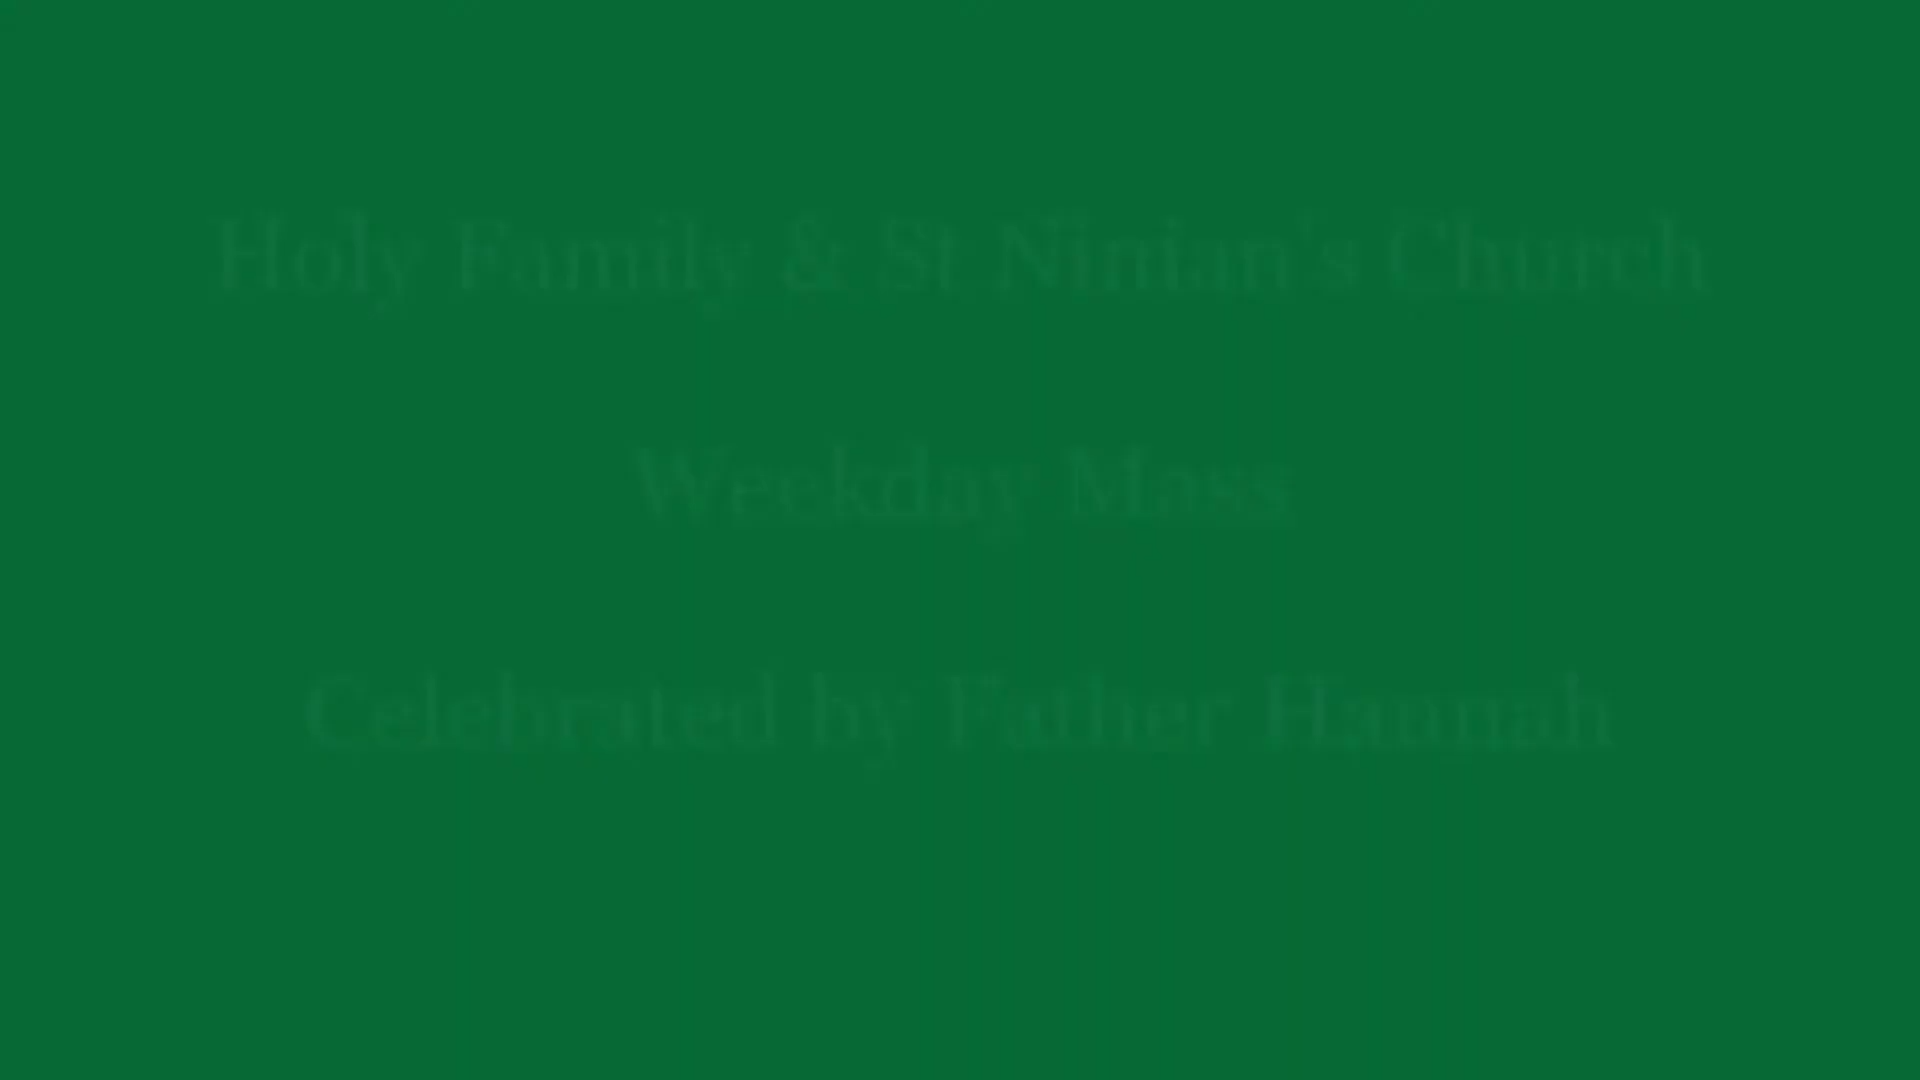 Holy Family & St Ninian's Church
Weekday Mass
Celebrated by Father Hannah